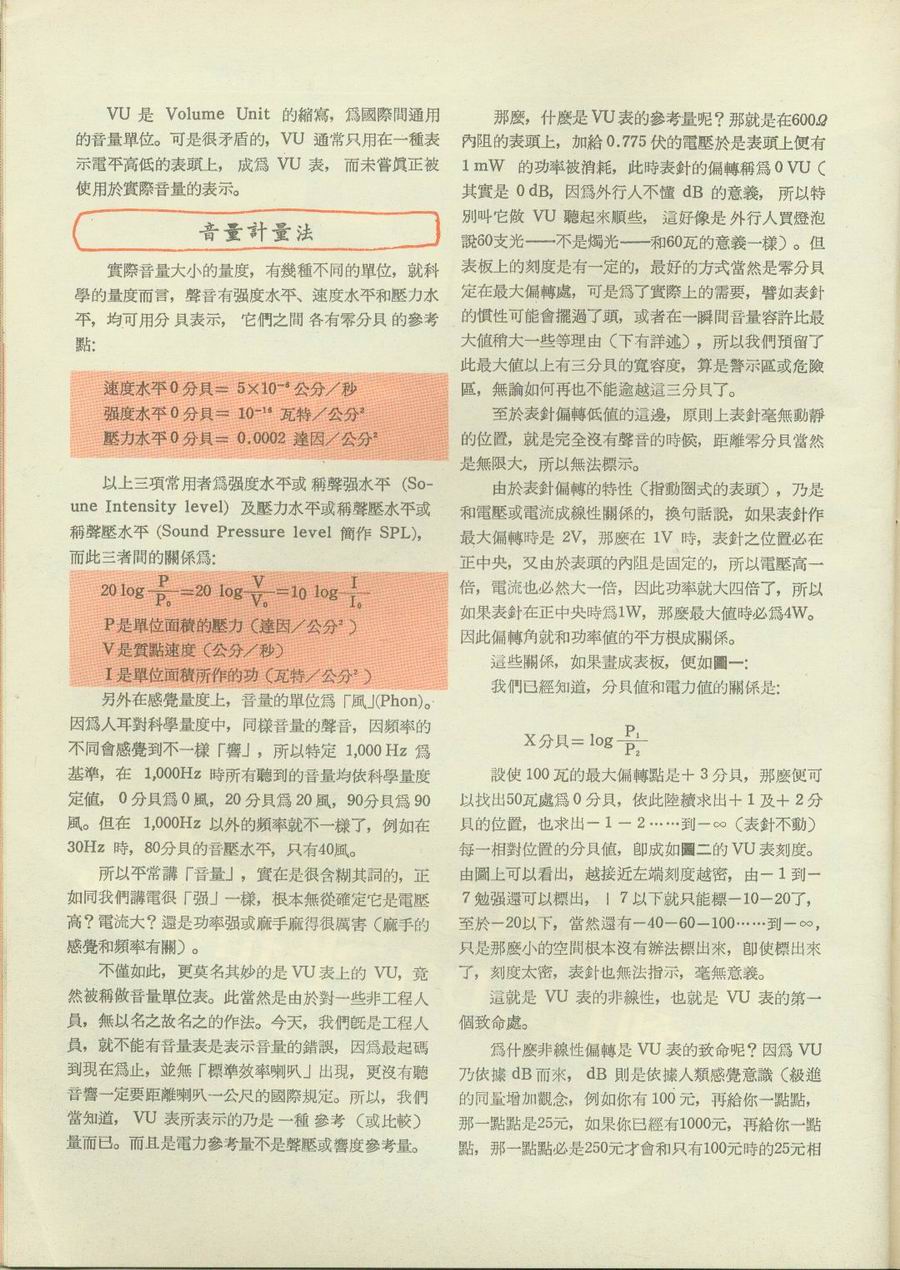 VU 是 Volume Unit 的縮寫，爲國際間通用
的音量單位。可是很矛盾的，VU 通常只用在一種表
示電平高低的表頭上， 成爲 VU 表， 而未嘗眞正被
使用於實際音量的表示。
音量計量法
實際音量大小的量度，有幾種不同的單位，就科
學的量度而言，聲音有强度水平、速度水平和壓力水
平，均可用分貝表示， 它們之間各有零分貝的參考
點：
速度水平0分貝＝ 5×10⁻⁶ 公分／秒
强度水平0分貝＝ 10⁻¹⁶ 瓦特／公分²
壓力水平0分貝＝ 0.0002 達因／公分²
以上三項常用者爲强度水平或稱聲强水平 (So-
une Intensity level) 及壓力水平或稱聲壓水平或
稱聲壓水平 (Sound Pressure level 簡作 SPL)，
而此三者間的關係爲：
20 log P/P₀ ＝20 log V/V₀ ＝10 log I/I₀
P是單位面積的壓力（達因／公分²）
V是質點速度（公分／秒）
I是單位面積所作的功（瓦特／公分²）
另外在感覺量度上，音量的單位爲「風」(Phon)。
因爲人耳對科學量度中，同樣音量的聲音，因頻率的
不同會感覺到不一樣「響」，所以特定 1,000 Hz 爲
基準，在 1,000Hz 時所有聽到的音量均依科學量度
定値， 0分貝爲0風，20分貝爲20風，90分貝爲90
風。但在 1,000Hz 以外的頻率就不一樣了，例如在
30Hz 時，80分貝的音壓水平，只有40風。
所以平常講「音量」，實在是很含糊其詞的，正
如同我們講電很「强」一樣，根本無從確定它是電壓
高？電流大？還是功率强或麻手麻得很厲害（麻手的
感覺和頻率有關）。
不僅如此，更莫名其妙的是VU表上的 VU，竟
然被稱做音量單位表。此當然是由於對一些非工程人
員，無以名之故名之的作法。今天，我們旣是工程人
員，就不能有音量表是表示音量的錯誤，因爲最起碼
到現在爲止，並無「標準效率喇叭」出現，更沒有聽
音響一定要距離喇叭一公尺的國際規定。所以，我們
當知道， VU 表所表示的乃是一種參考 （或比較）
量而已。而且是電力參考量不是聲壓或響度參考量。
那麼，什麼是VU表的參考量呢？那就是在600Ω
內阻的表頭上，加給0.775伏的電壓於是表頭上便有
1 mW 的功率被消耗，此時表針的偏轉稱爲0 VU（
其實是 0 dB，因爲外行人不懂 dB 的意義， 所以特
別叫它做 VU 聽起來順些， 這好像是外行人買燈泡
說60支光──不是燭光──和60瓦的意義一樣）。但
表板上的刻度是有一定的，最好的方式當然是零分貝
定在最大偏轉處，可是爲了實際上的需要，譬如表針
的慣性可能會擺過了頭，或者在一瞬間音量容許比最
大値稍大一些等理由（下有詳述），所以我們預留了
此最大値以上有三分貝的寬容度，算是警示區或危險
區，無論如何再也不能逾越這三分貝了。
至於表針偏轉低値的這邊，原則上表針毫無動靜
的位置，就是完全沒有聲音的時候，距離零分貝當然
是無限大，所以無法標示。
由於表針偏轉的特性（指動圈式的表頭），乃是
和電壓或電流成線性關係的，換句話說，如果表針作
最大偏轉時是 2V，那麼在 1V 時，表針之位置必在
正中央，又由於表頭的內阻是固定的，所以電壓高一
倍，電流也必然大一倍，因此功率就大四倍了，所以
如果表針在正中央時爲1W，那麼最大値時必爲4W。
因此偏轉角就和功率値的平方根成關係。
這些關係，如果畫成表板，便如圖一：
我們已經知道，分貝値和電力値的關係是：
X分貝＝ log P₁/P₂
設使 100 瓦的最大偏轉點是＋3分貝，那麼便可
以找出50瓦處爲0分貝，依此陸續求出＋1及＋2分
貝的位置，也求出－1－2……到－∞（表針不動）
每一相對位置的分貝値，卽成如圖二的 VU 表刻度。
由圖上可以看出，越接近左端刻度越密，由－1到－
7勉强還可以標出， | 7以下就只能標－10－20了，
至於－20以下，當然還有－40－60－100……到－∞，
只是那麼小的空間根本沒有辦法標出來，卽使標出來
了，刻度太密，表針也無法指示，毫無意義。
這就是 VU 表的非線性，也就是 VU 表的第一
個致命處。
爲什麼非線性偏轉是 VU 表的致命呢？因爲 VU
乃依據 dB而來， dB 則是依據人類感覺意識（級進
的同量增加觀念，例如你有 100 元，再給你一點點，
那一點點是25元，如果你已經有1000元，再給你一點
點，那一點點必是250元才會和只有100元時的25元相